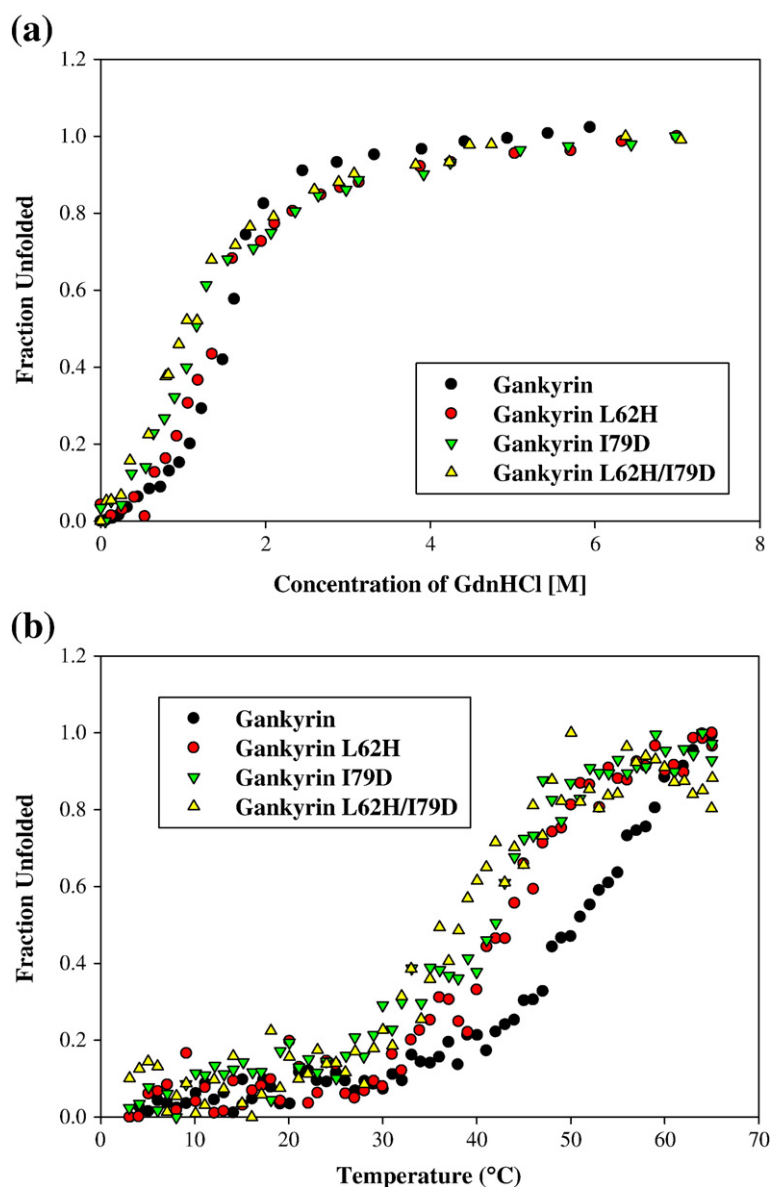 (a)
1.2
1.0
0.8
0.6
0.4
0.2
0.0
Fraction Unfolded
Gankyrin
Gankyrin L62H
Gankyrin I79D
Gankyrin L62H/I79D
0 2 4 6 8
Concentration of GdnHCl [M]
(b)
1.2
1.0
0.8
0.6
0.4
0.2
0.0
Fraction Unfolded
Gankyrin
Gankyrin L62H
Gankyrin I79D
Gankyrin L62H/I79D
0 10 20 30 40 50 60 70
Temperature (°C)